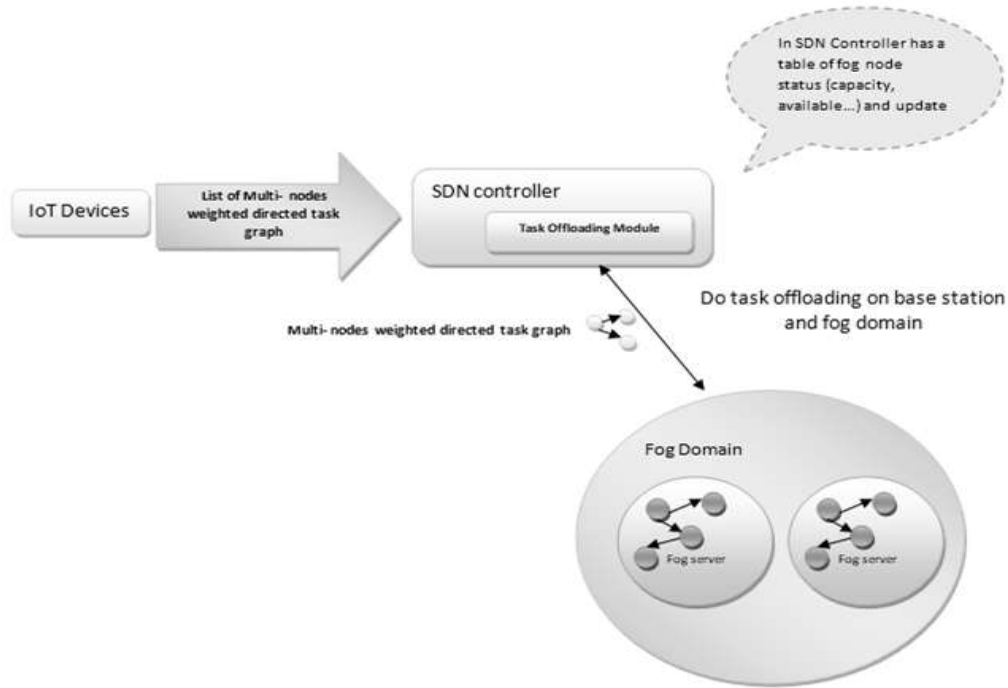 In SDN Controller has a
table of fog node
status (capacity,
available...) and update
IoT Devices
List of Multi- nodes
weighted directed task
graph
SDN controller
Task Offloading Module
Multi- nodes weighted directed task graph
Do task offloading on base station
and fog domain
Fog Domain
Fog server
Fog server